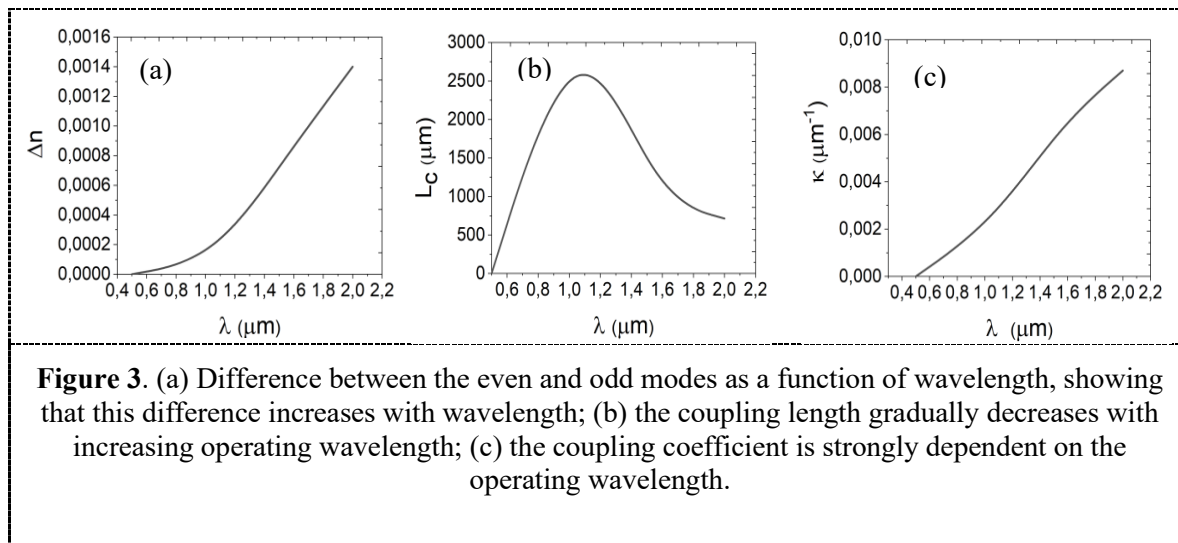 (a)
0,0016
0,0014
0,0012
0,0010
0,0008
0,0006
0,0004
0,0002
0,0000
Δn
0,4 0,6 0,8 1,0 1,2 1,4 1,6 1,8 2,0 2,2
λ (µm)
(b)
3000
2500
2000
1500
1000
500
0
L_C (µm)
0,6 0,8 1,0 1,2 1,4 1,6 1,8 2,0 2,2
λ (µm)
(c)
0,010
0,008
0,006
0,004
0,002
0,000
κ (µm⁻¹)
0,4 0,6 0,8 1,0 1,2 1,4 1,6 1,8 2,0 2,2
λ (µm)
Figure 3. (a) Difference between the even and odd modes as a function of wavelength, showing
that this difference increases with wavelength; (b) the coupling length gradually decreases with
increasing operating wavelength; (c) the coupling coefficient is strongly dependent on the
operating wavelength.